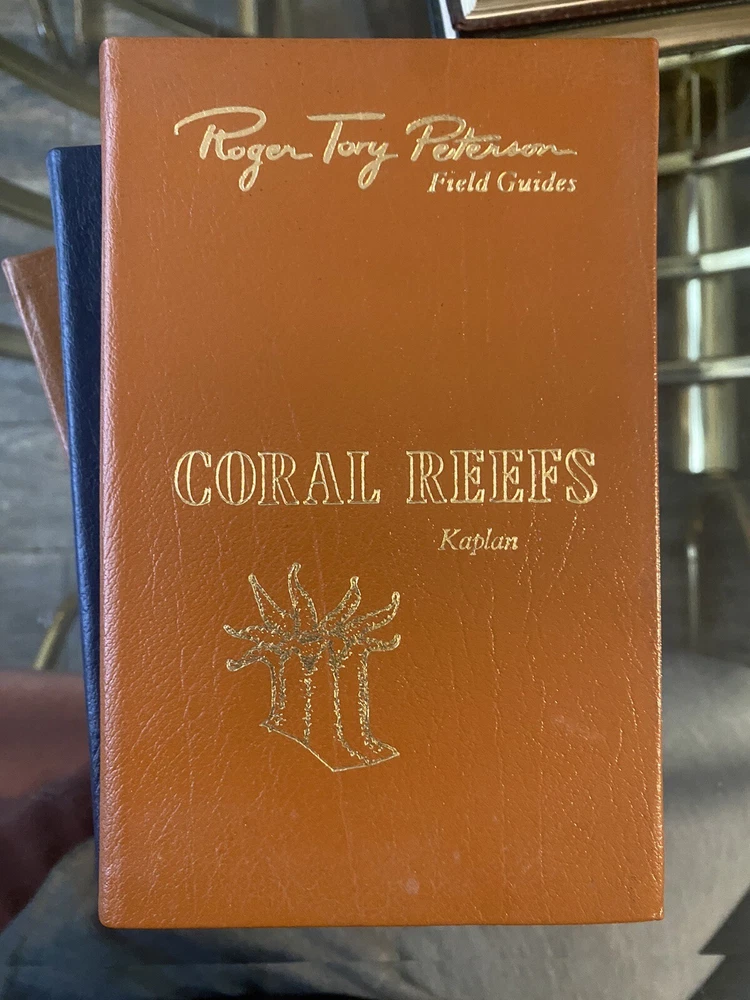 Roger Tory Peterson
Field Guides
CORAL REEFS
Kaplan